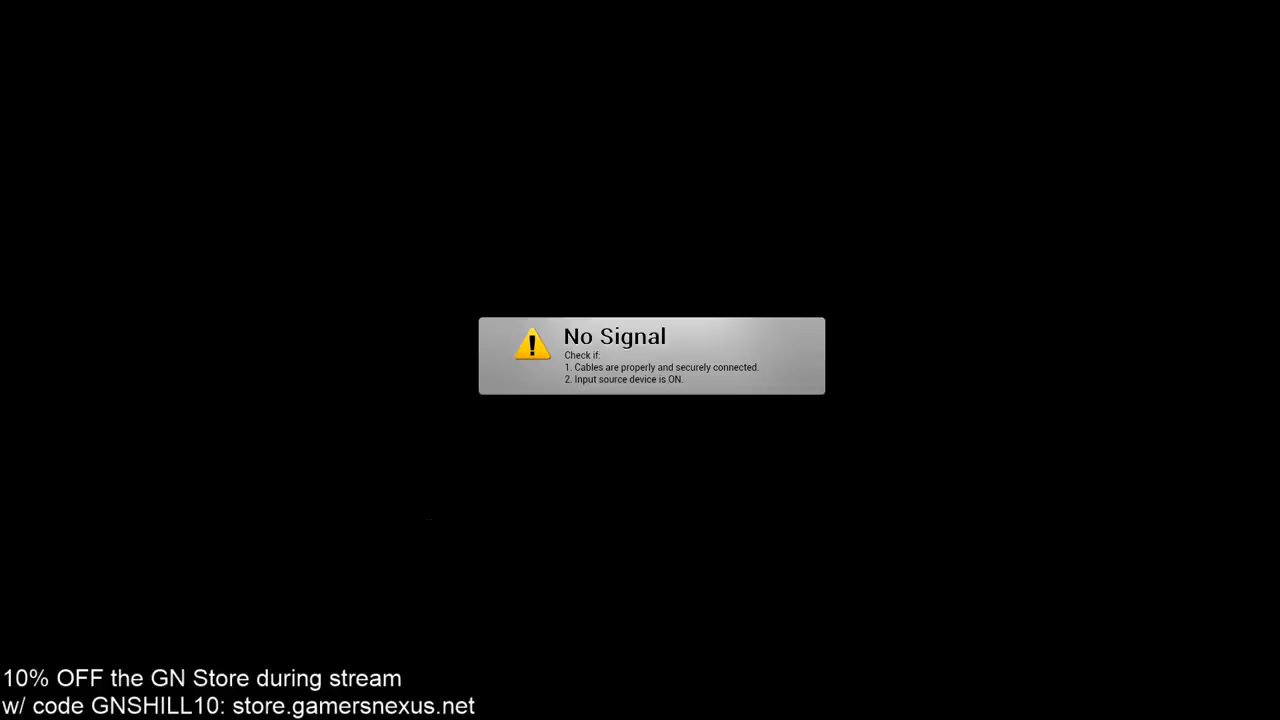 No Signal
Check if:
1. Cables are properly and securely connected.
2. Input source device is ON.
10% OFF the GN Store during stream
w/ code GNSHILL10: store.gamersnexus.net